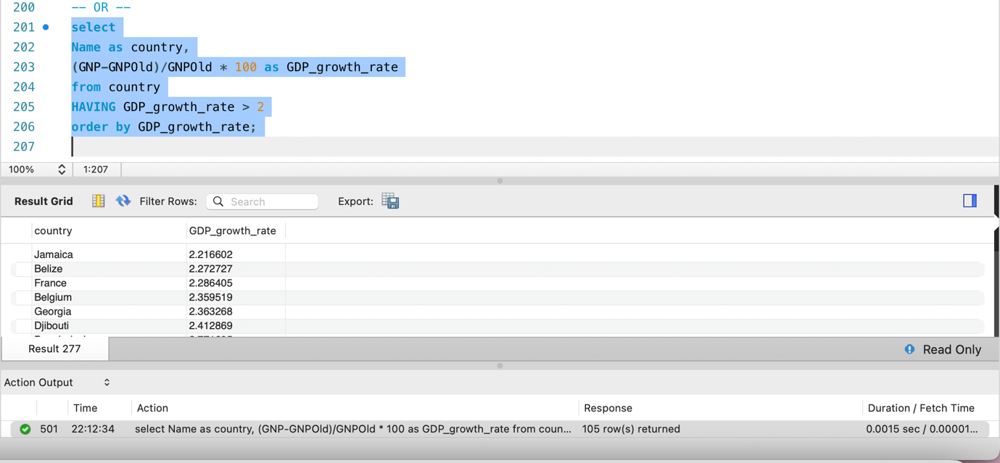 200 -- OR --
201 select
202 Name as country,
203 (GNP-GNPOld)/GNPOld * 100 as GDP_growth_rate
204 from country
205 HAVING GDP_growth_rate > 2
206 order by GDP_growth_rate;
207
100% 1:207
Result Grid Filter Rows: Search Export:
country GDP_growth_rate
Jamaica 2.216602
Belize 2.272727
France 2.286405
Belgium 2.359519
Georgia 2.363268
Djibouti 2.412869
Result 277 Read Only
Action Output
Time Action Response Duration / Fetch Time
501 22:12:34 select Name as country, (GNP-GNPOld)/GNPOld * 100 as GDP_growth_rate from coun... 105 row(s) returned 0.0015 sec / 0.00001...